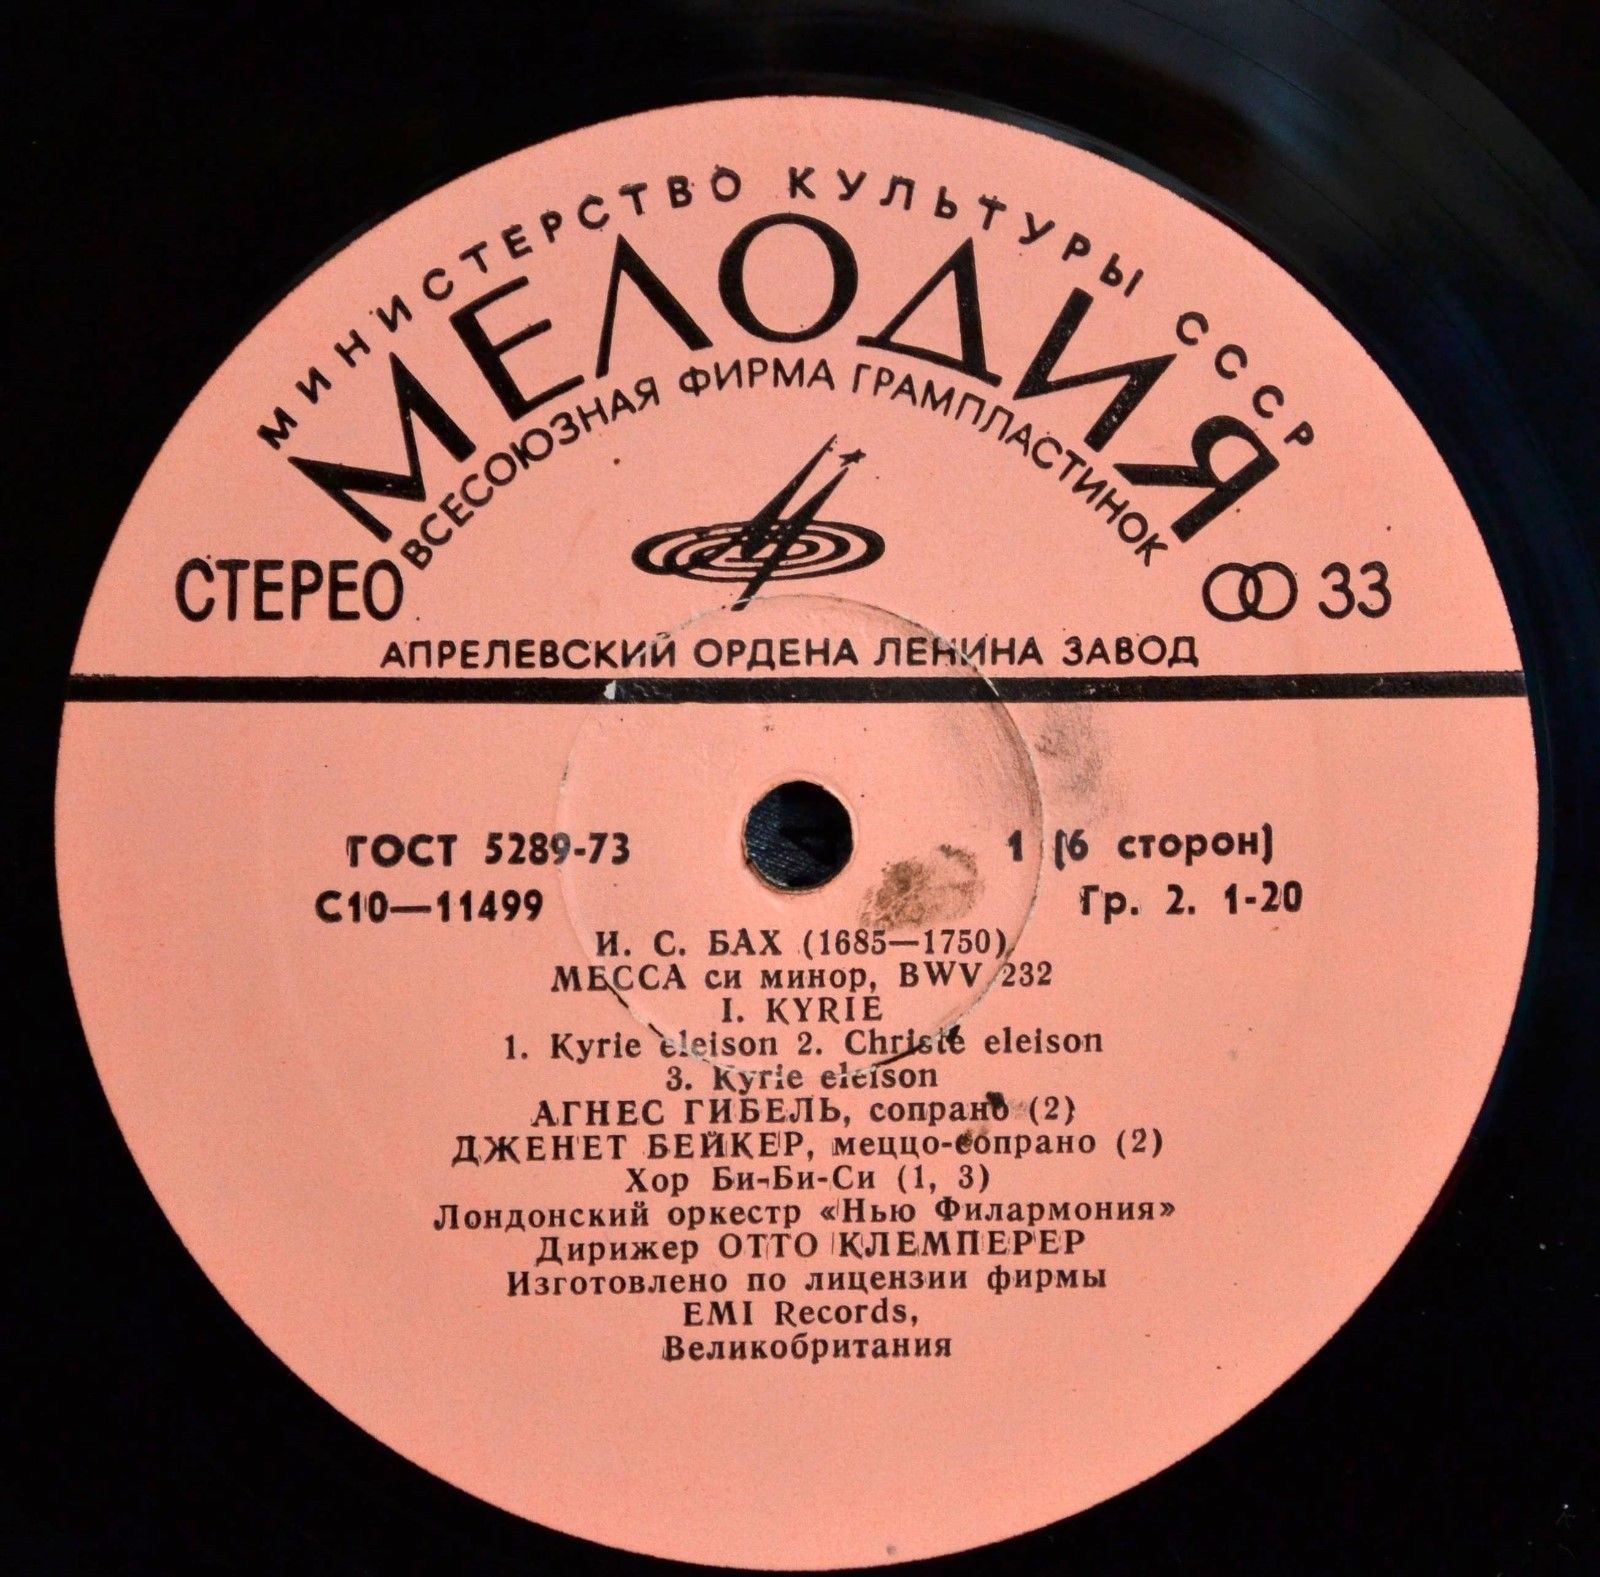 МИНИСТЕРСТВО КУЛЬТУРЫ СССР
МЕЛОДИЯ
ВСЕСОЮЗНАЯ ФИРМА ГРАМПЛАСТИНОК
СТЕРЕО
33
АПРЕЛЕВСКИЙ ОРДЕНА ЛЕНИНА ЗАВОД
ГОСТ 5289-73
1 (6 сторон)
С10—11499
Гр. 2. 1-20
И. С. БАХ (1685—1750)
МЕССА си минор, BWV 232
I. KYRIE
1. Kyrie eleison 2. Christe eleison
3. Kyrie eleison
АГНЕС ГИБЕЛЬ, сопрано (2)
ДЖЕНЕТ БЕЙКЕР, меццо-сопрано (2)
Хор Би-Би-Си (1, 3)
Лондонский оркестр «Нью Филармония»
Дирижер ОТТО КЛЕМПЕРЕР
Изготовлено по лицензии фирмы
EMI Records,
Великобритания